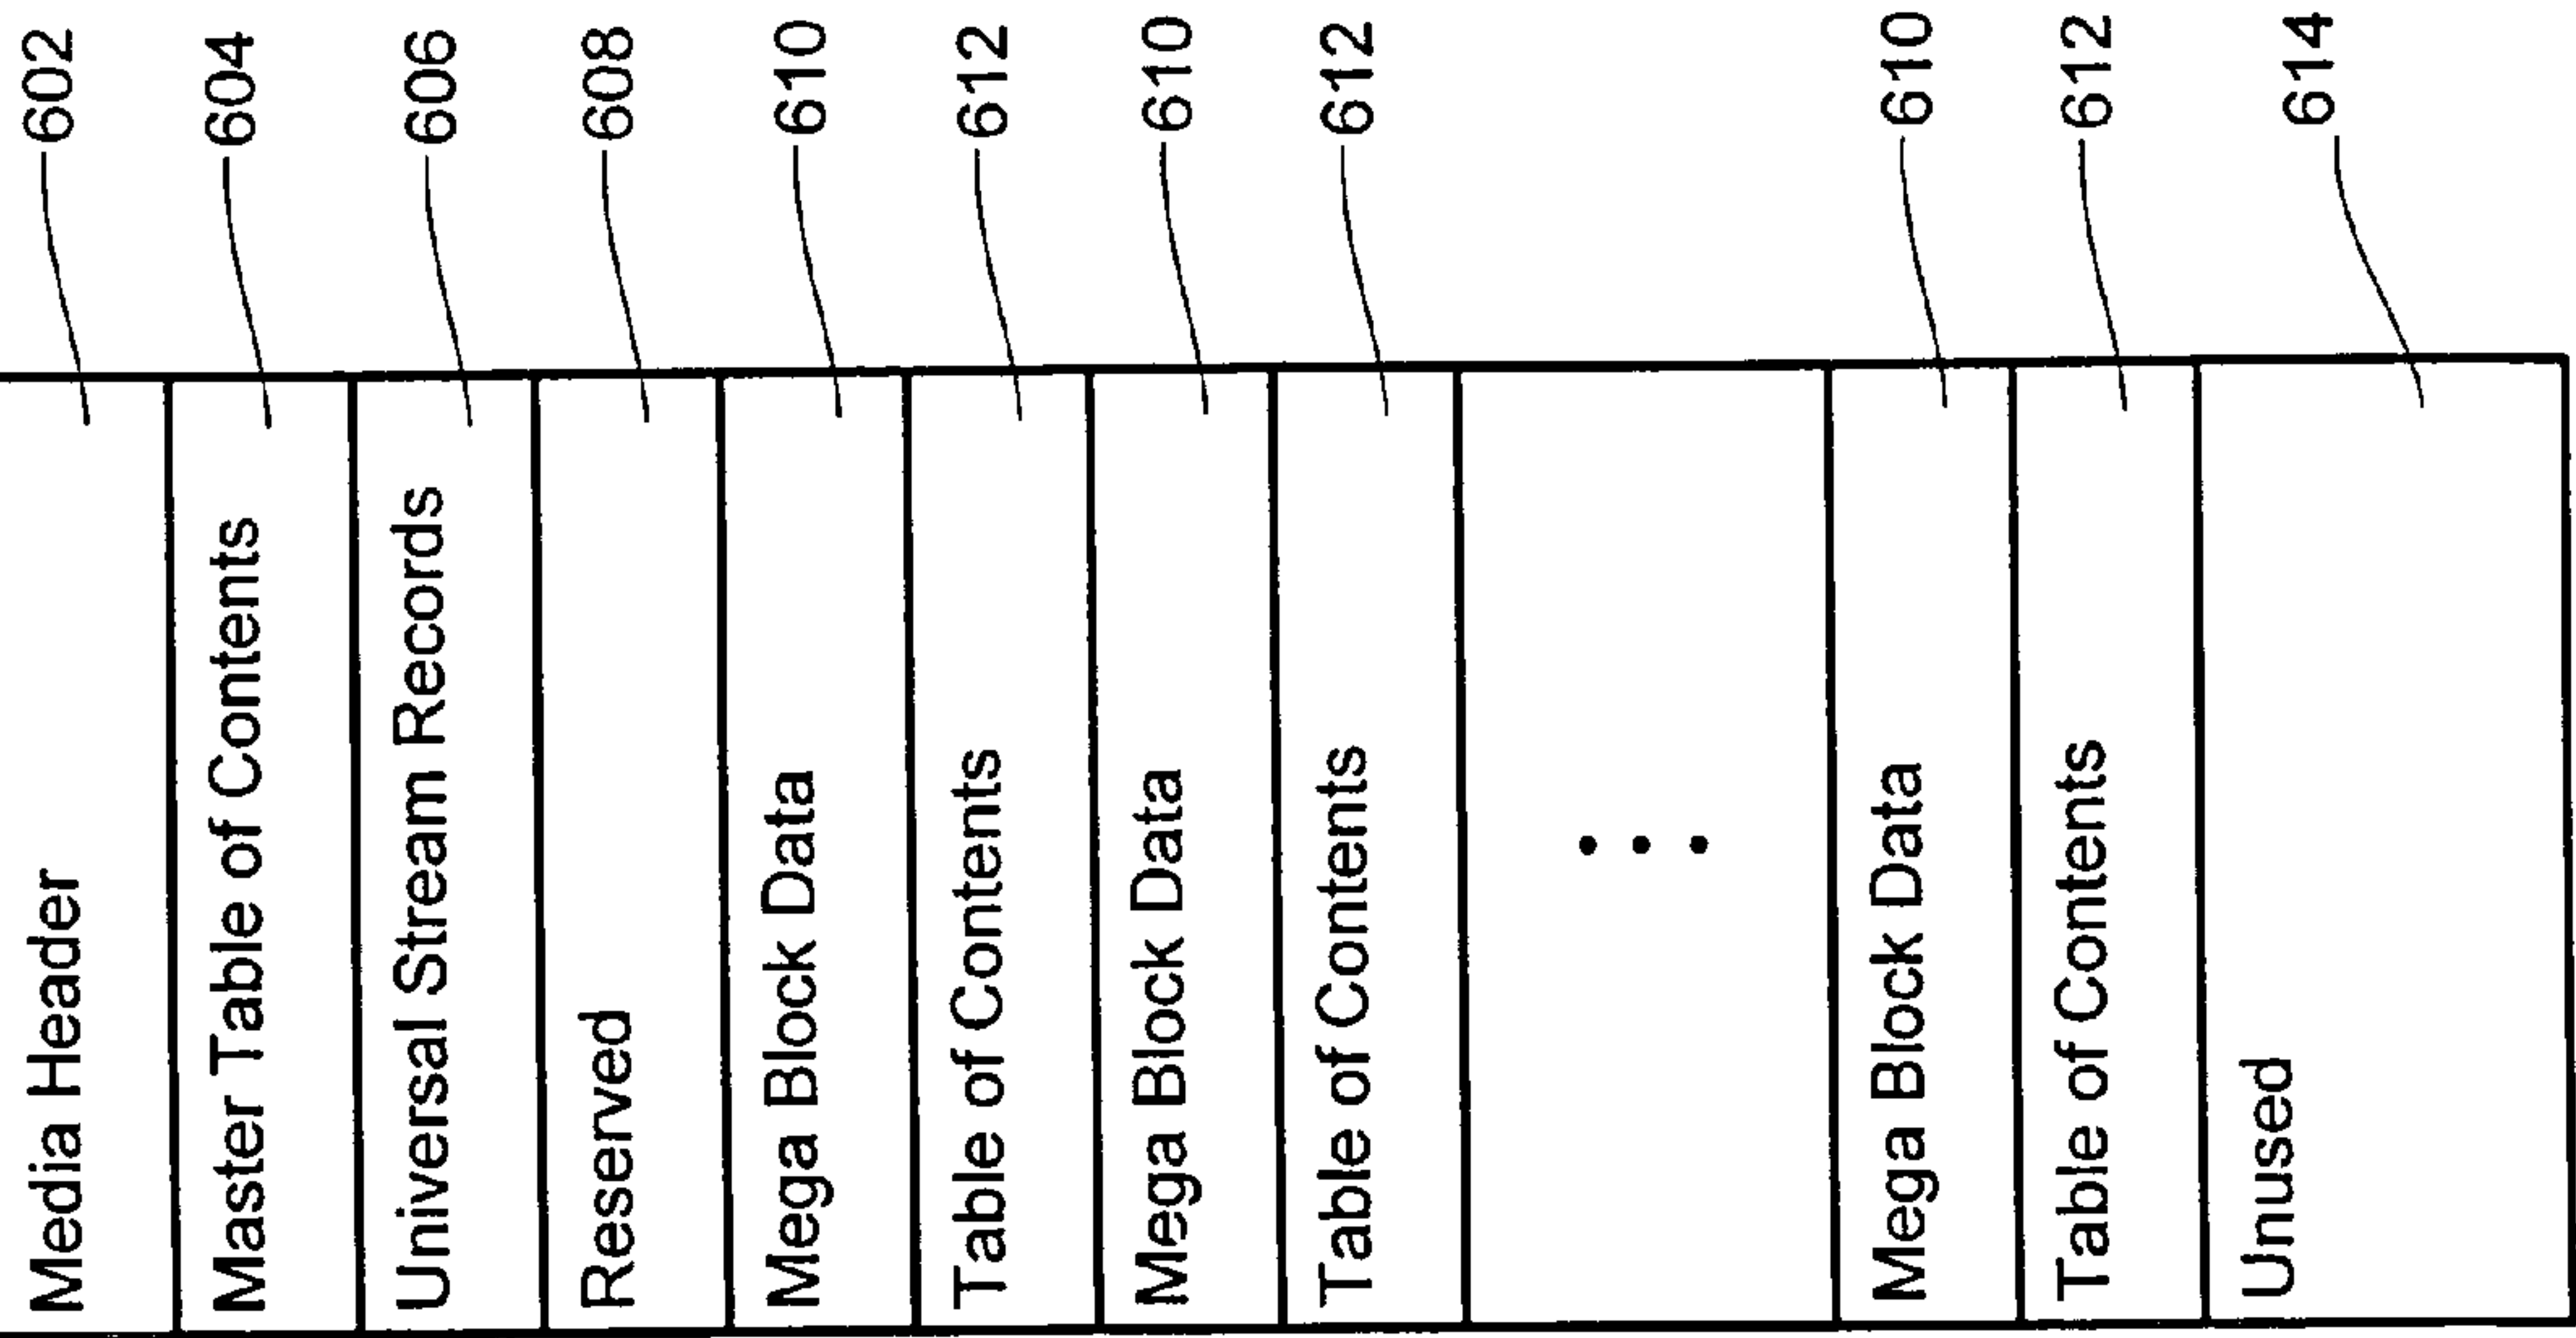 Media Header 602
Master Table of Contents 604
Universal Stream Records 606
Reserved 608
Mega Block Data 610
Table of Contents 612
Mega Block Data 610
Table of Contents 612
• • •
Mega Block Data 610
Table of Contents 612
Unused 614